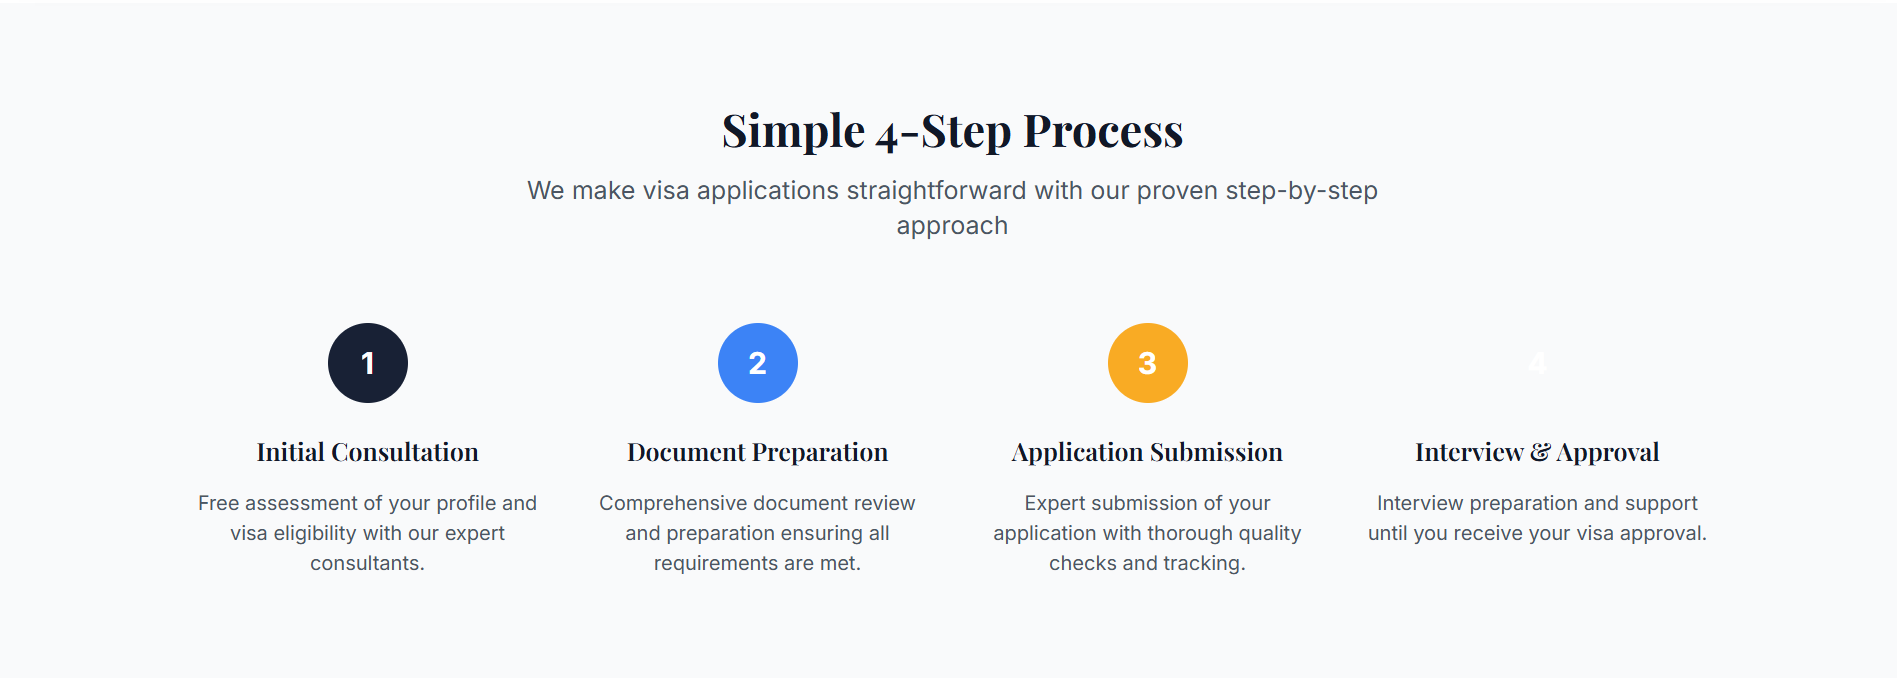 Simple 4-Step Process
We make visa applications straightforward with our proven step-by-step
approach
1
2
3
4
Initial Consultation
Document Preparation
Application Submission
Interview & Approval
Free assessment of your profile and
visa eligibility with our expert
consultants.
Comprehensive document review
and preparation ensuring all
requirements are met.
Expert submission of your
application with thorough quality
checks and tracking.
Interview preparation and support
until you receive your visa approval.